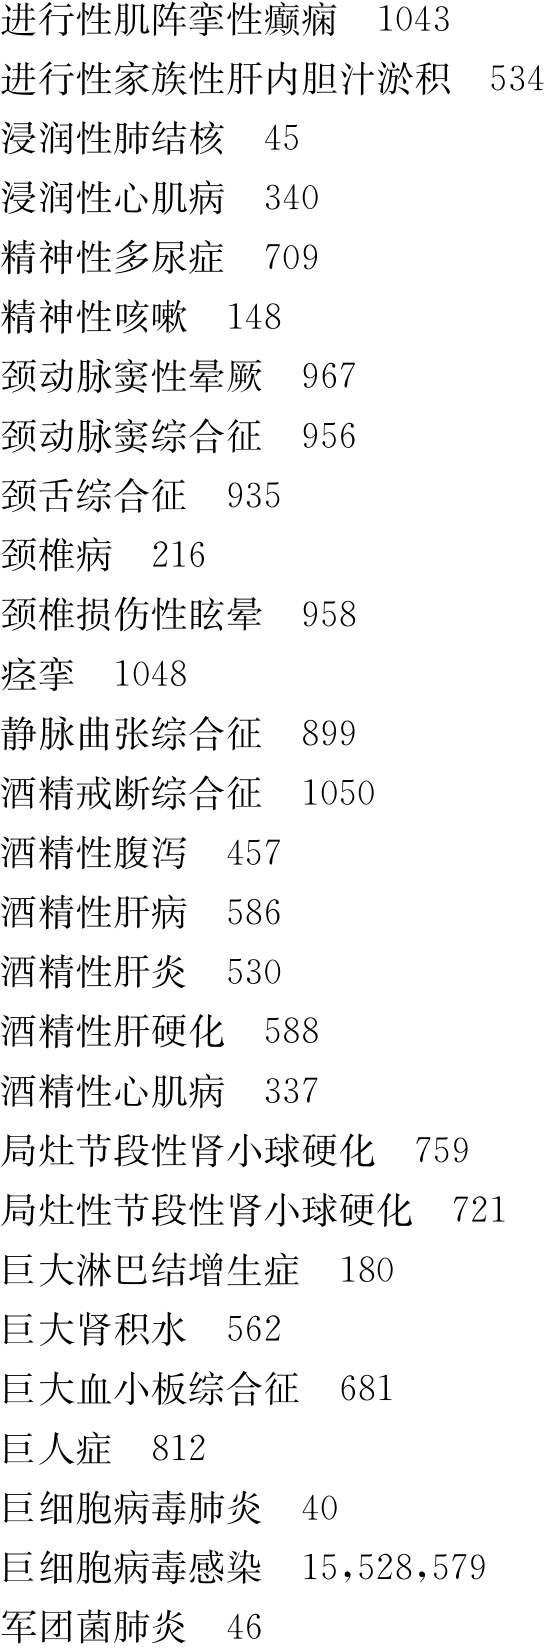 进行性肌阵挛性癫痫 1043
进行性家族性肝内胆汁淤积 534
浸润性肺结核 45
浸润性心肌病 340
精神性多尿症 709
精神性咳嗽 148
颈动脉窦性晕厥 967
颈动脉窦综合征 956
颈舌综合征 935
颈椎病 216
颈椎损伤性眩晕 958
痉挛 1048
静脉曲张综合征 899
酒精戒断综合征 1050
酒精性腹泻 457
酒精性肝病 586
酒精性肝炎 530
酒精性肝硬化 588
酒精性心肌病 337
局灶节段性肾小球硬化 759
局灶性节段性肾小球硬化 721
巨大淋巴结增生症 180
巨大肾积水 562
巨大血小板综合征 681
巨人症 812
巨细胞病毒肺炎 40
巨细胞病毒感染 15,528,579
军团菌肺炎 46